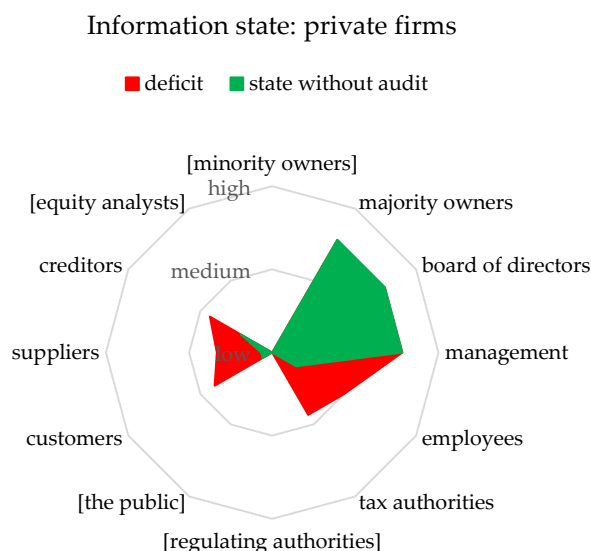 Information state: private firms
deficit state without audit
[minority owners]
high
[equity analysts] majority owners
creditors board of directors
medium
suppliers low management
customers employees
[the public] tax authorities
[regulating authorities]